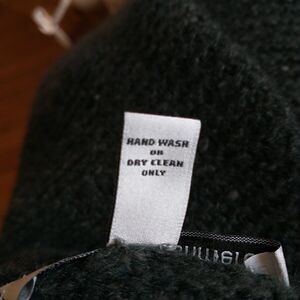 HAND WASH
OR
DRY CLEAN
ONLY